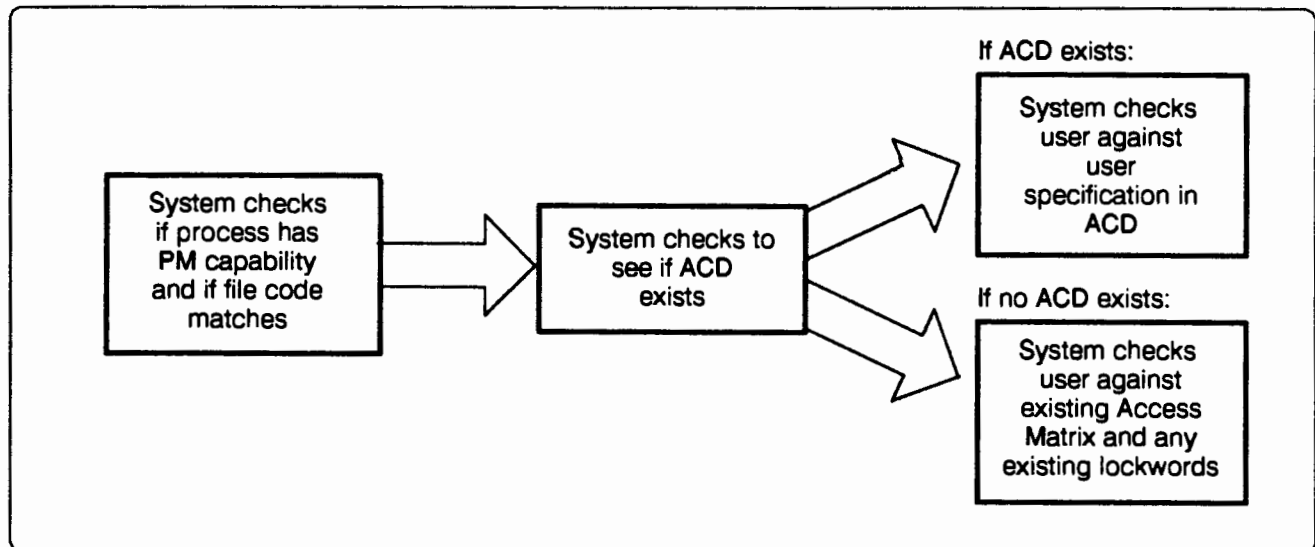 System checks
if process has
PM capability
and if file code
matches
System checks to
see if ACD
exists
If ACD exists:
System checks
user against
user
specification in
ACD
If no ACD exists:
System checks
user against
existing Access
Matrix and any
existing lockwords